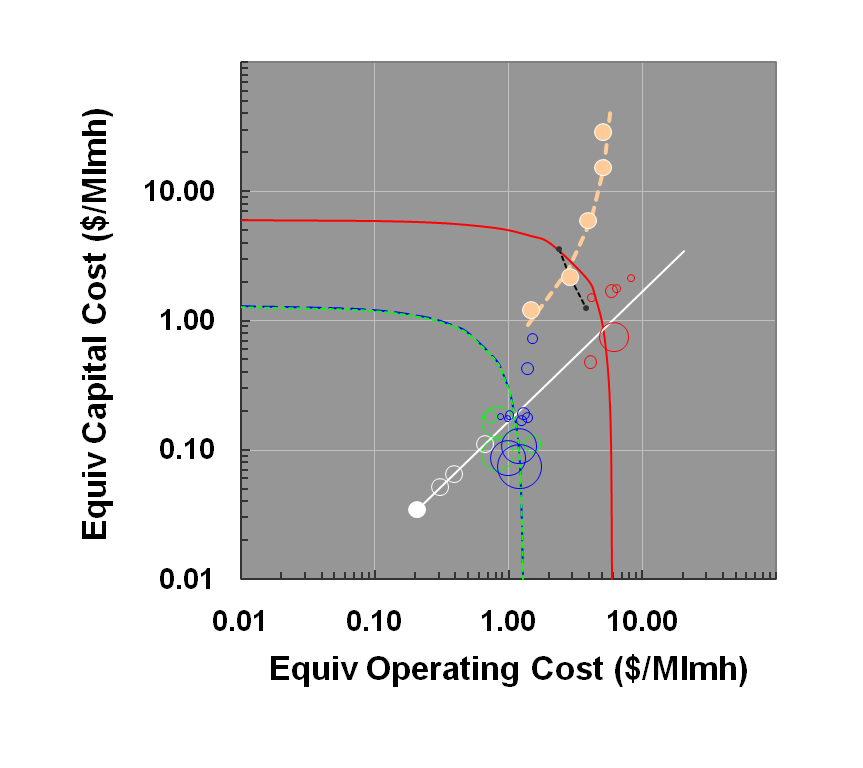 Equiv Capital Cost ($/Mlmh)
10.00
1.00
0.10
0.01
0.01 0.10 1.00 10.00
Equiv Operating Cost ($/Mlmh)